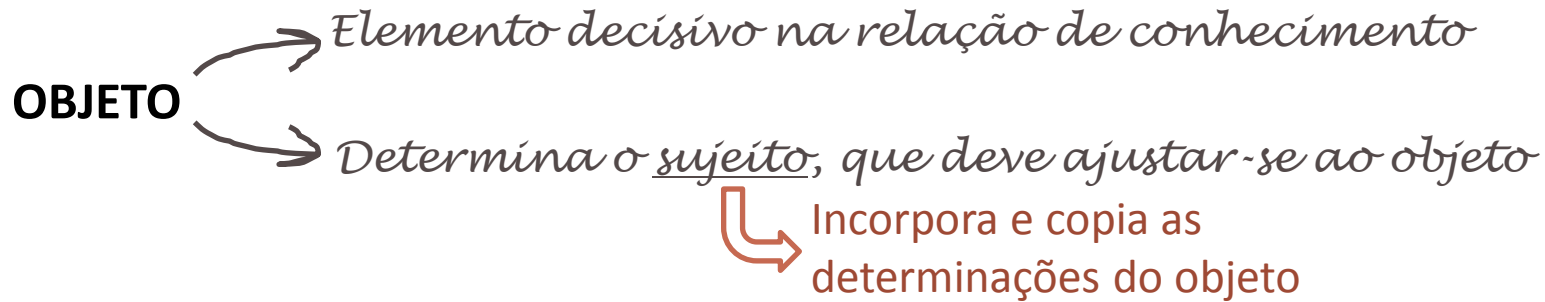 Elemento decisivo na relação de conhecimento
OBJETO
Determina o sujeito, que deve ajustar-se ao objeto
Incorpora e copia as
determinações do objeto